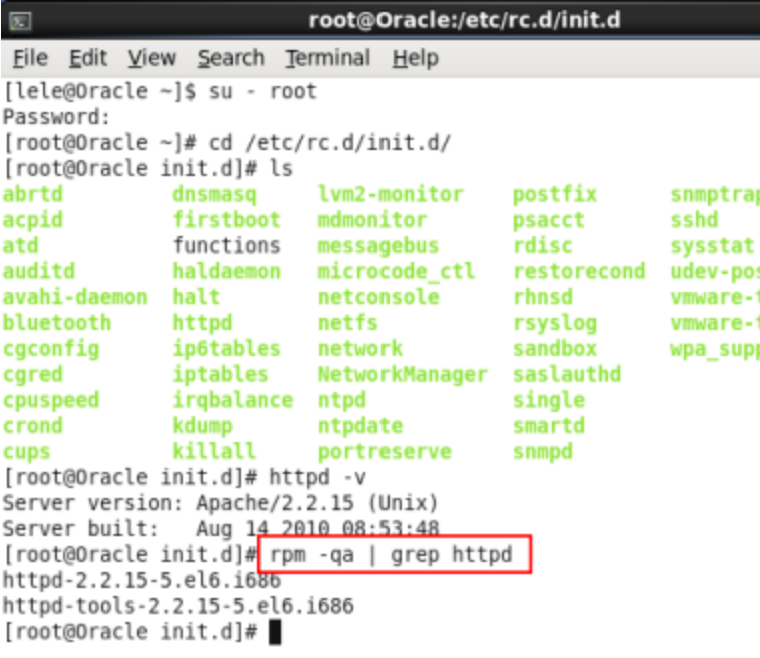 root@Oracle:/etc/rc.d/init.d
File Edit View Search Terminal Help
[lele@Oracle ~]$ su - root
Password:
[root@Oracle ~]# cd /etc/rc.d/init.d/
[root@Oracle init.d]# ls
abrtd dnsmasq lvm2-monitor postfix snmptrap
acpid firstboot mdmonitor psacct sshd
atd functions messagebus rdisc sysstat
auditd haldaemon microcode_ctl restorecond udev-pos
avahi-daemon halt netconsole rhnsd vmware-t
bluetooth httpd netfs rsyslog vmware-t
cgconfig ip6tables network sandbox wpa_supp
cgred iptables NetworkManager saslauthd
cpuspeed irqbalance ntpd single
crond kdump ntpdate smartd
cups killall portreserve snmpd
[root@Oracle init.d]# httpd -v
Server version: Apache/2.2.15 (Unix)
Server built: Aug 14 2010 08:53:48
[root@Oracle init.d]# rpm -qa | grep httpd
httpd-2.2.15-5.el6.i686
httpd-tools-2.2.15-5.el6.i686
[root@Oracle init.d]#